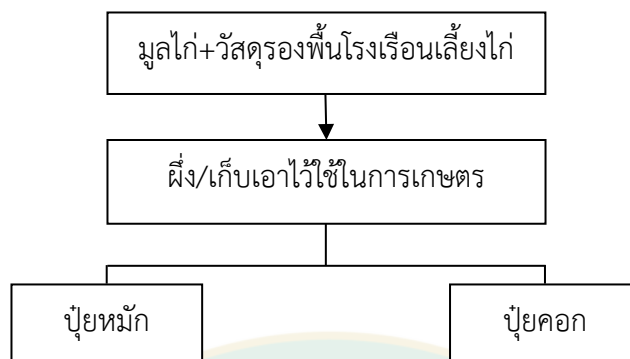 มูลไก่+วัสดุรองพื้นโรงเรือนเลี้ยงไก่
ผึ่ง/เก็บเอาไว้ใช้ในการเกษตร
ปุ๋ยหมัก
ปุ๋ยคอก